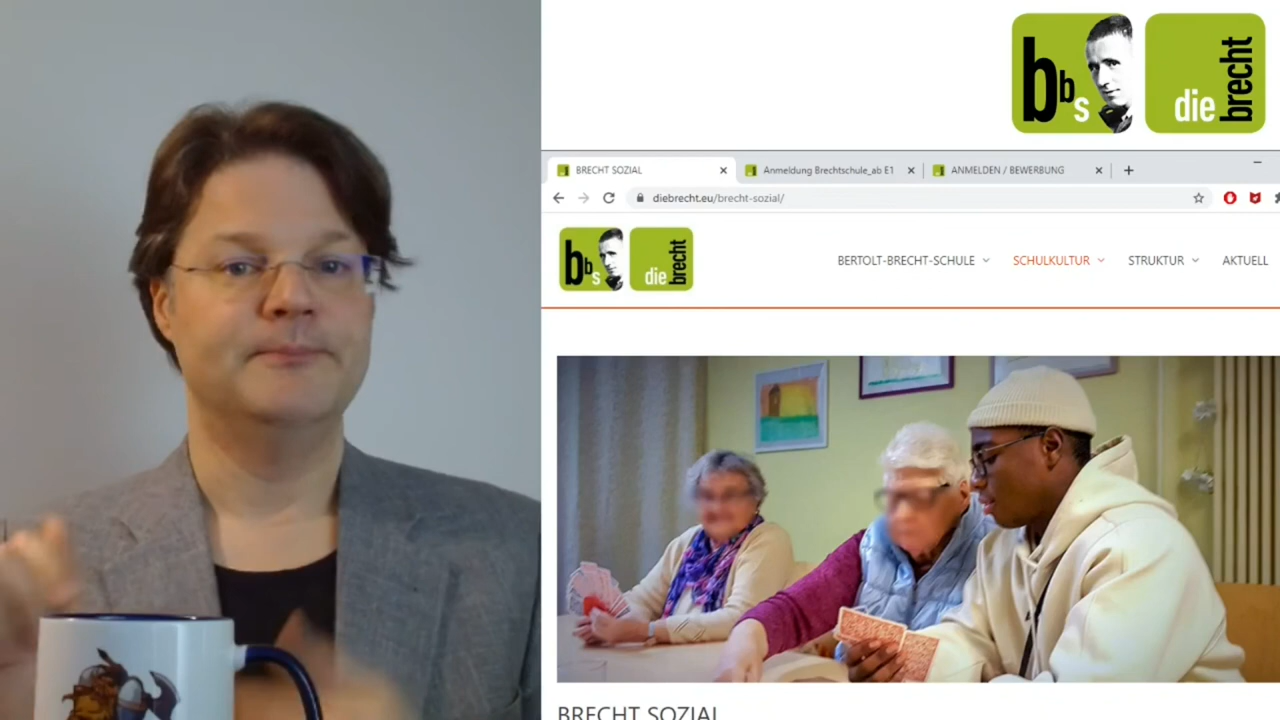 bbs
die brecht
BRECHT SOZIAL
Anmeldung Brechtschule_ab E1
ANMELDEN / BEWERBUNG
diebrecht.eu/brecht-sozial/
bbs
die brecht
BERTOLT-BRECHT-SCHULE
SCHULKULTUR
STRUKTUR
AKTUELL
BRECHT SOZIAL